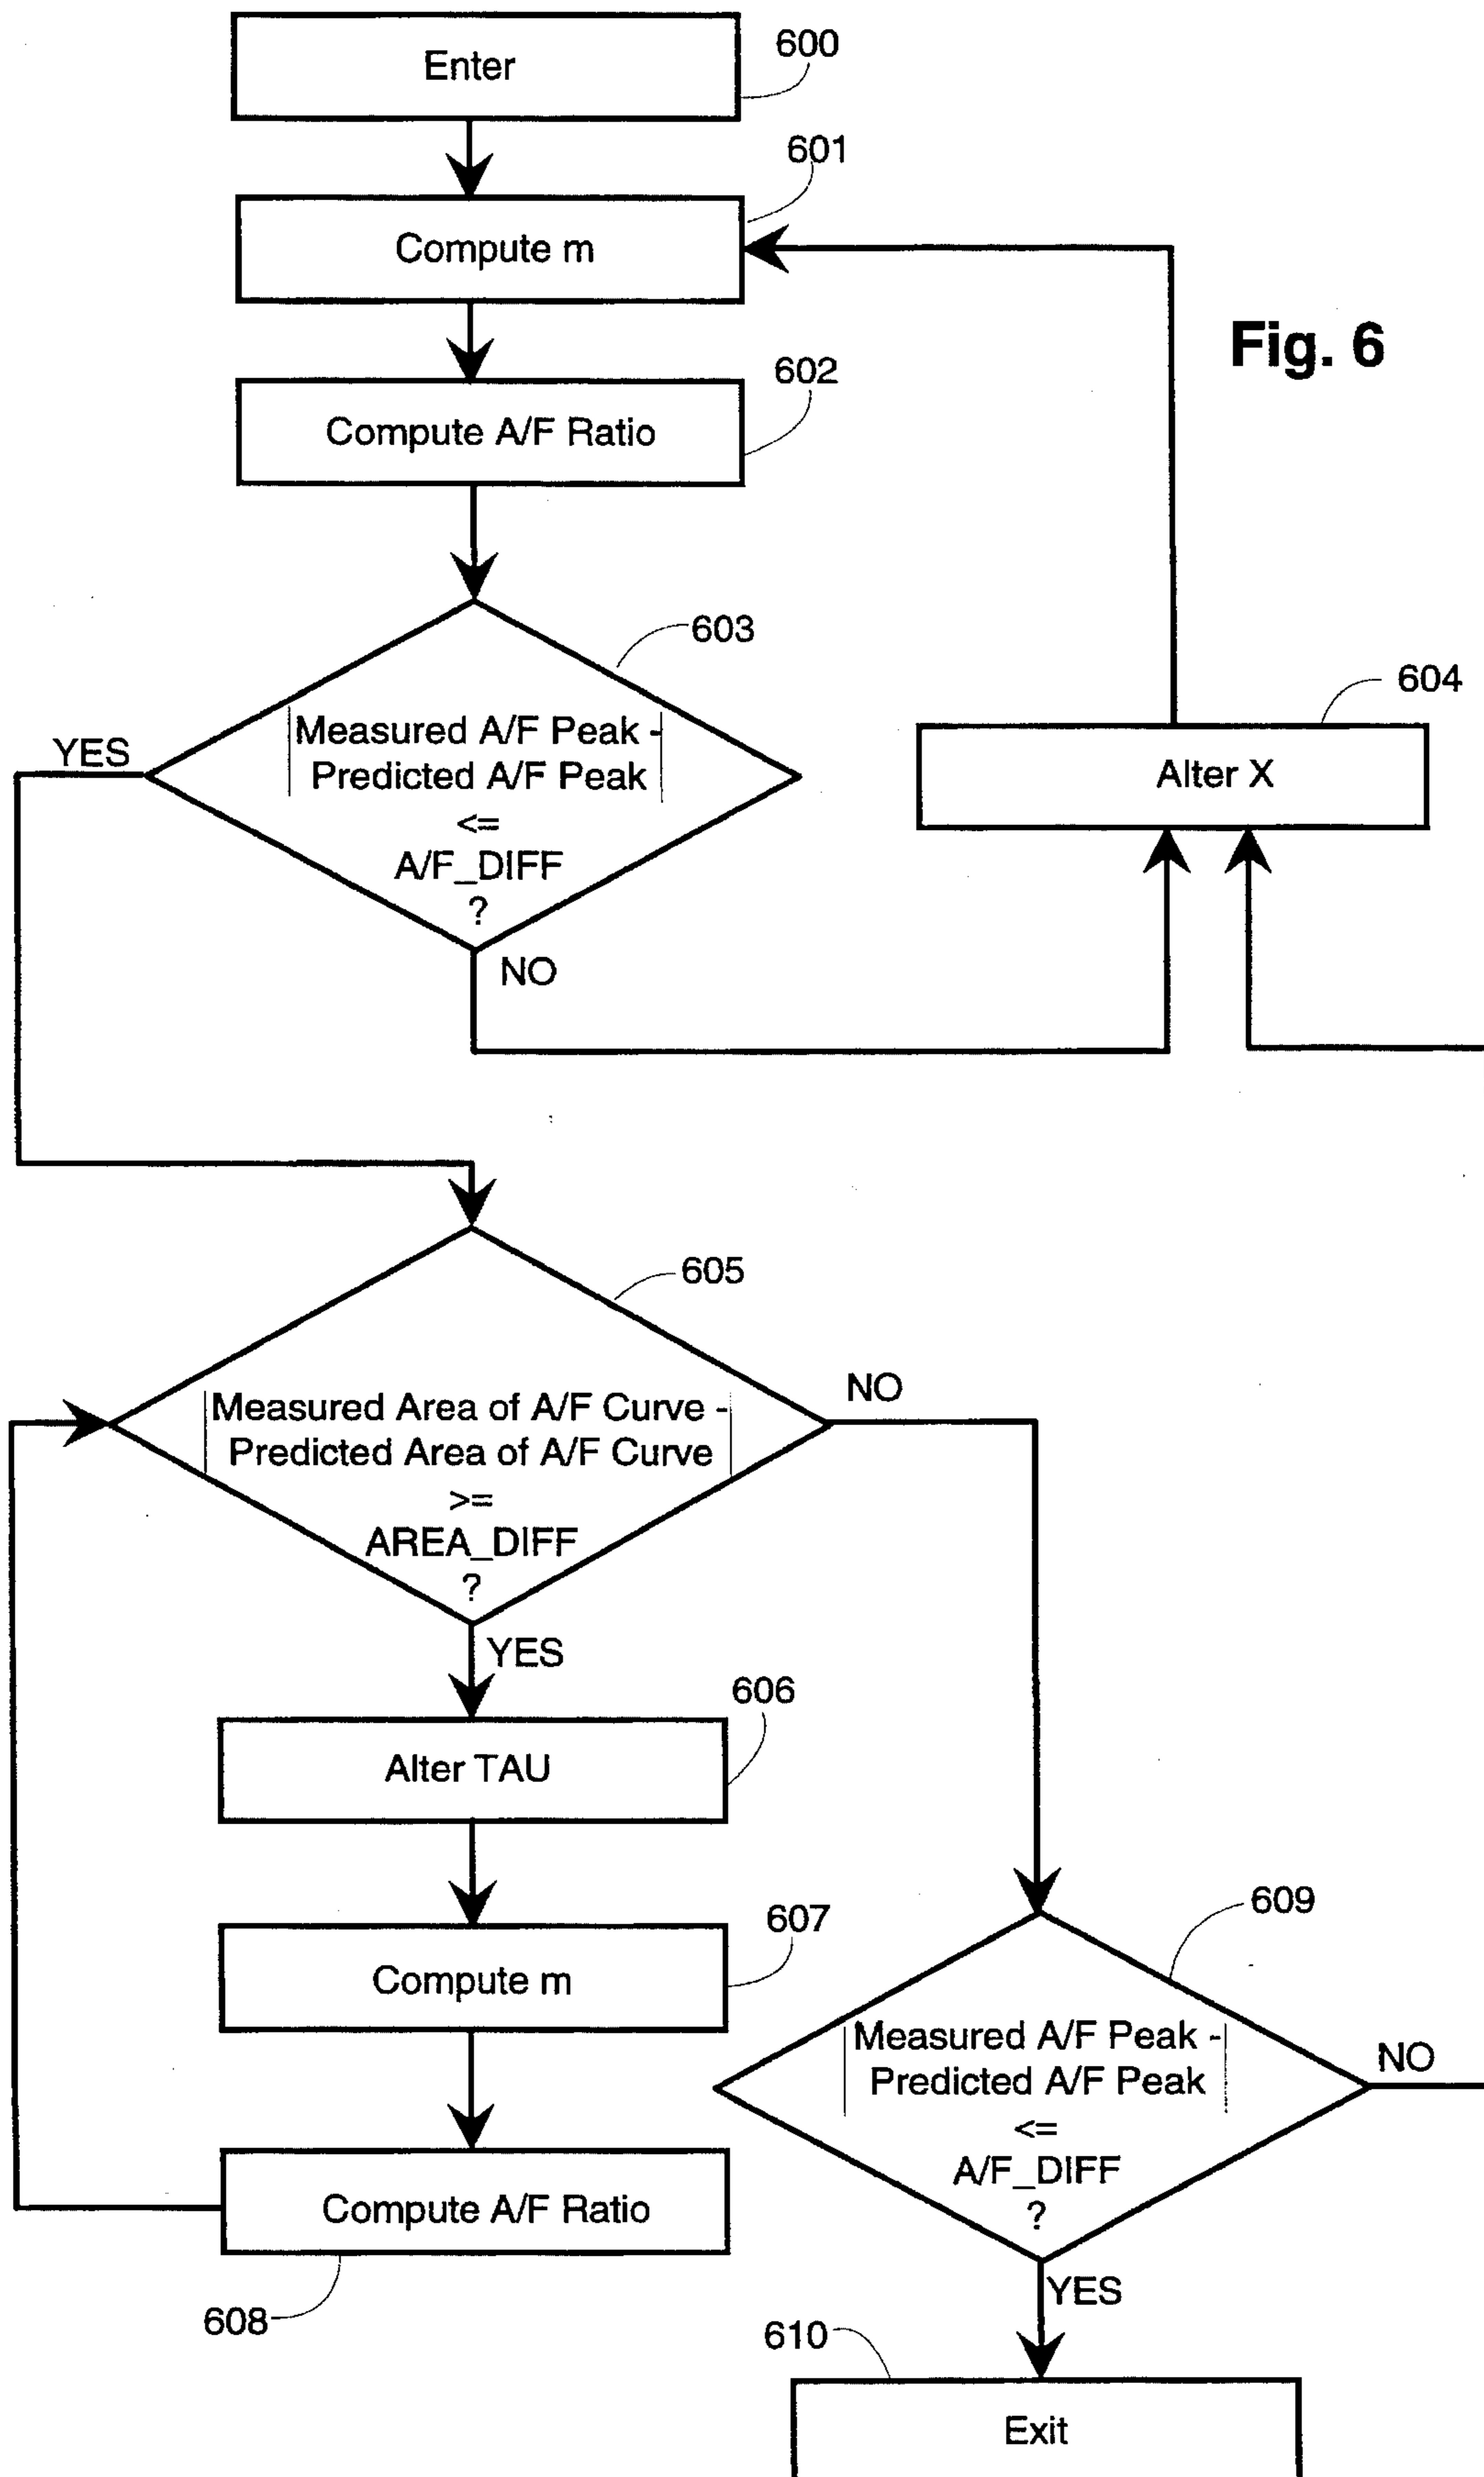 Enter
600
601
Compute m
Fig. 6
602
Compute A/F Ratio
603
604
|Measured A/F Peak -|
|Predicted A/F Peak|
<=
A/F_DIFF
?
YES
Alter X
NO
605
|Measured Area of A/F Curve -|
|Predicted Area of A/F Curve|
>=
AREA_DIFF
?
NO
YES
606
Alter TAU
607
Compute m
609
|Measured A/F Peak -|
|Predicted A/F Peak|
<=
A/F_DIFF
?
NO
Compute A/F Ratio
608
YES
610
Exit